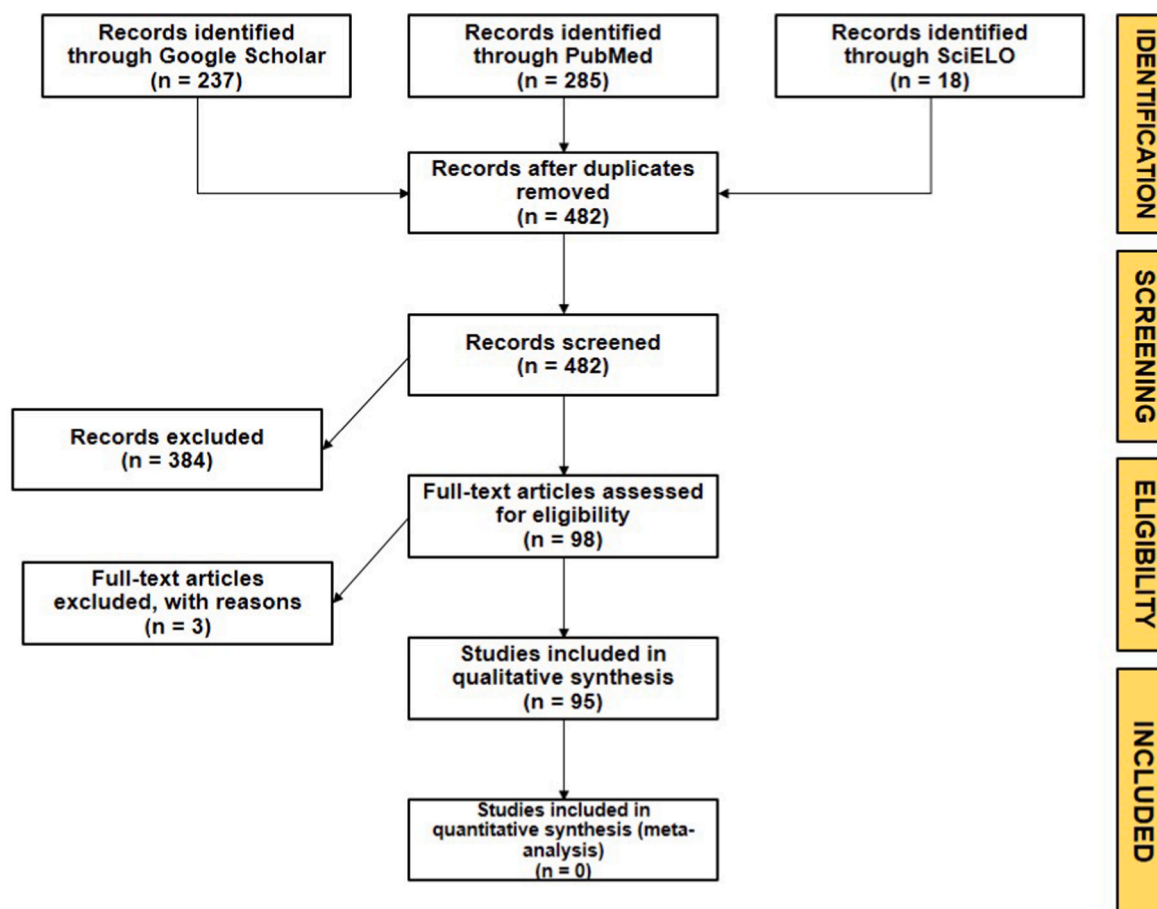 Records identified
through Google Scholar
(n = 237)
Records identified
through PubMed
(n = 285)
Records identified
through SciELO
(n = 18)
IDENTIFICATION
Records after duplicates
removed
(n = 482)
SCREENING
Records screened
(n = 482)
Records excluded
(n = 384)
ELIGIBILITY
Full-text articles assessed
for eligibility
(n = 98)
Full-text articles
excluded, with reasons
(n = 3)
Studies included in
qualitative synthesis
(n = 95)
INCLUDED
Studies included in
quantitative synthesis (meta-
analysis)
(n = 0)